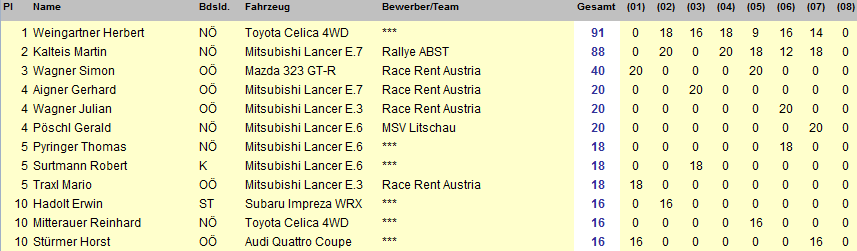 Pl Name Bdsld. Fahrzeug Bewerber/Team Gesamt (01) (02) (03) (04) (05) (06) (07) (08)
1 Weingartner Herbert NÖ Toyota Celica 4WD *** 91 0 18 16 18 9 16 14 0
2 Kalteis Martin NÖ Mitsubishi Lancer E.7 Rallye ABST 88 0 20 0 20 18 12 18 0
3 Wagner Simon OÖ Mazda 323 GT-R Race Rent Austria 40 20 0 0 0 20 0 0 0
4 Aigner Gerhard OÖ Mitsubishi Lancer E.7 Race Rent Austria 20 0 0 20 0 0 0 0 0
4 Wagner Julian OÖ Mitsubishi Lancer E.3 Race Rent Austria 20 0 0 0 0 0 20 0 0
4 Pöschl Gerald NÖ Mitsubishi Lancer E.6 MSV Litschau 20 0 0 0 0 0 0 20 0
5 Pyringer Thomas NÖ Mitsubishi Lancer E.6 *** 18 0 0 0 0 0 18 0 0
5 Surtmann Robert K Mitsubishi Lancer E.6 *** 18 0 0 18 0 0 0 0 0
5 Traxl Mario OÖ Mitsubishi Lancer E.3 Race Rent Austria 18 18 0 0 0 0 0 0 0
10 Hadolt Erwin ST Subaru Impreza WRX *** 16 0 16 0 0 0 0 0 0
10 Mitterauer Reinhard NÖ Toyota Celica 4WD *** 16 0 0 0 0 16 0 0 0
10 Stürmer Horst OÖ Audi Quattro Coupe *** 16 16 0 0 0 0 0 16 0